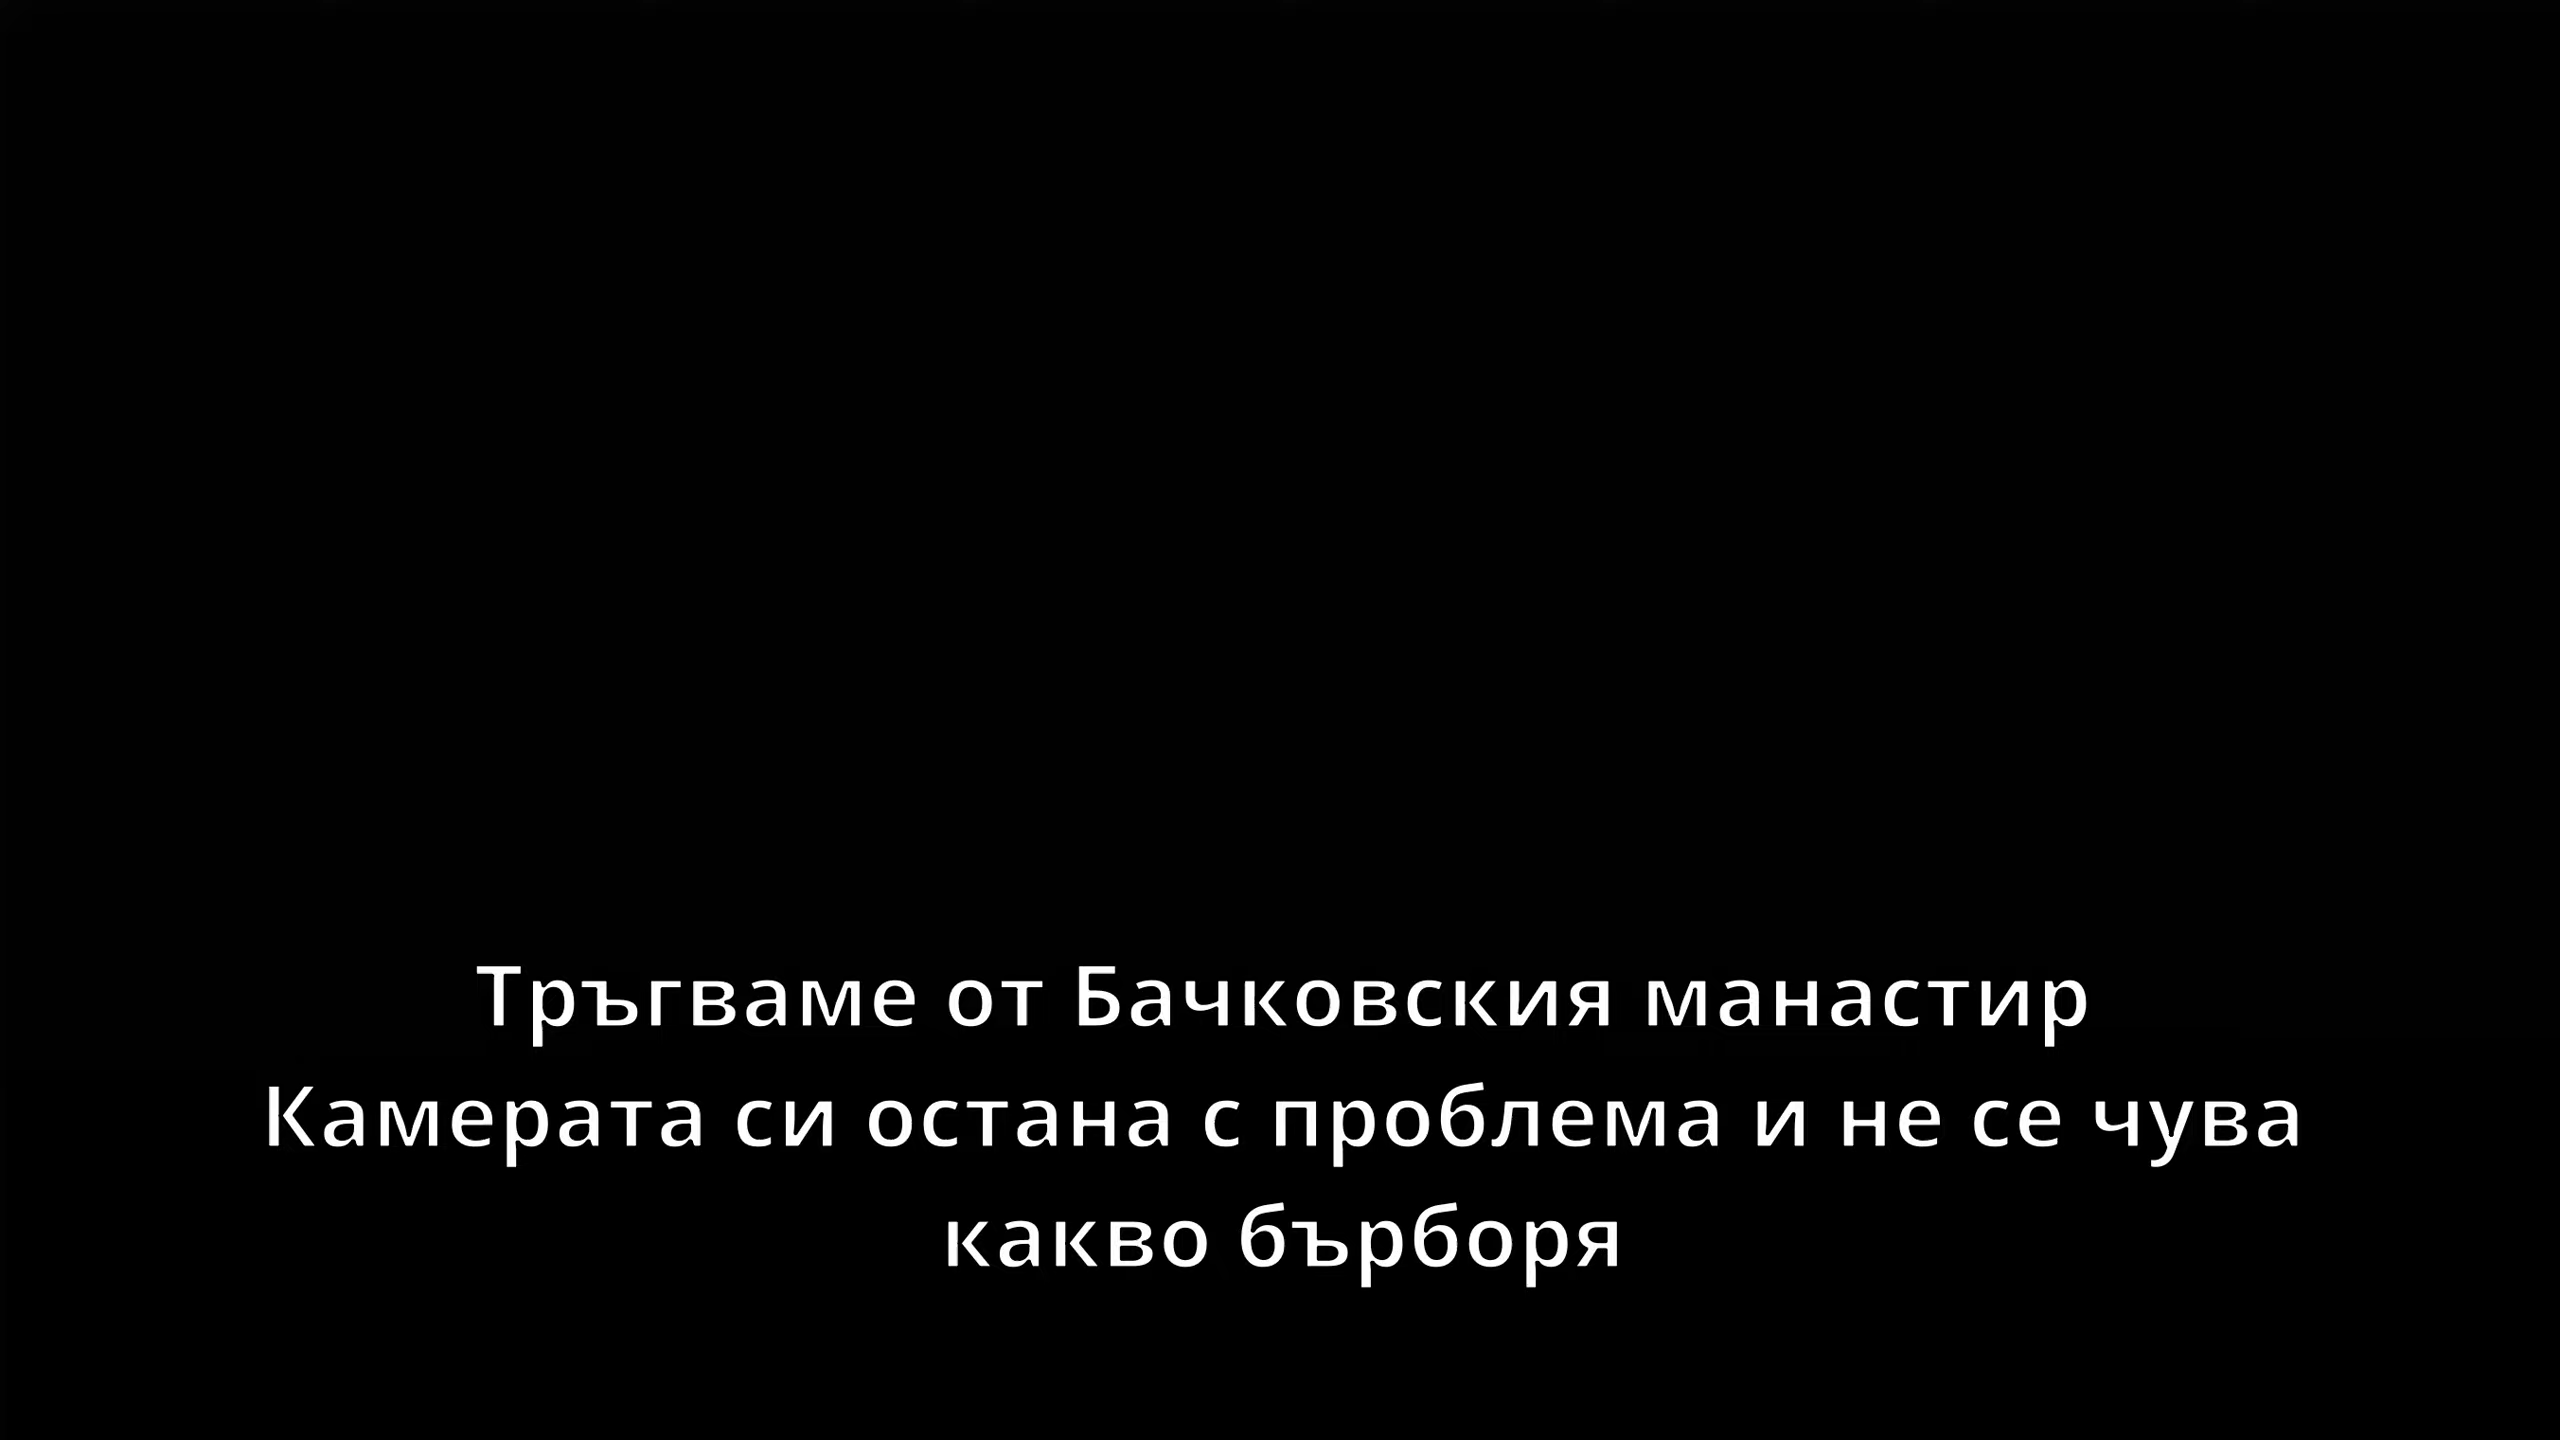 Тръгваме от Бачковския манастир
Камерата си остана с проблема и не се чува
какво бърборя